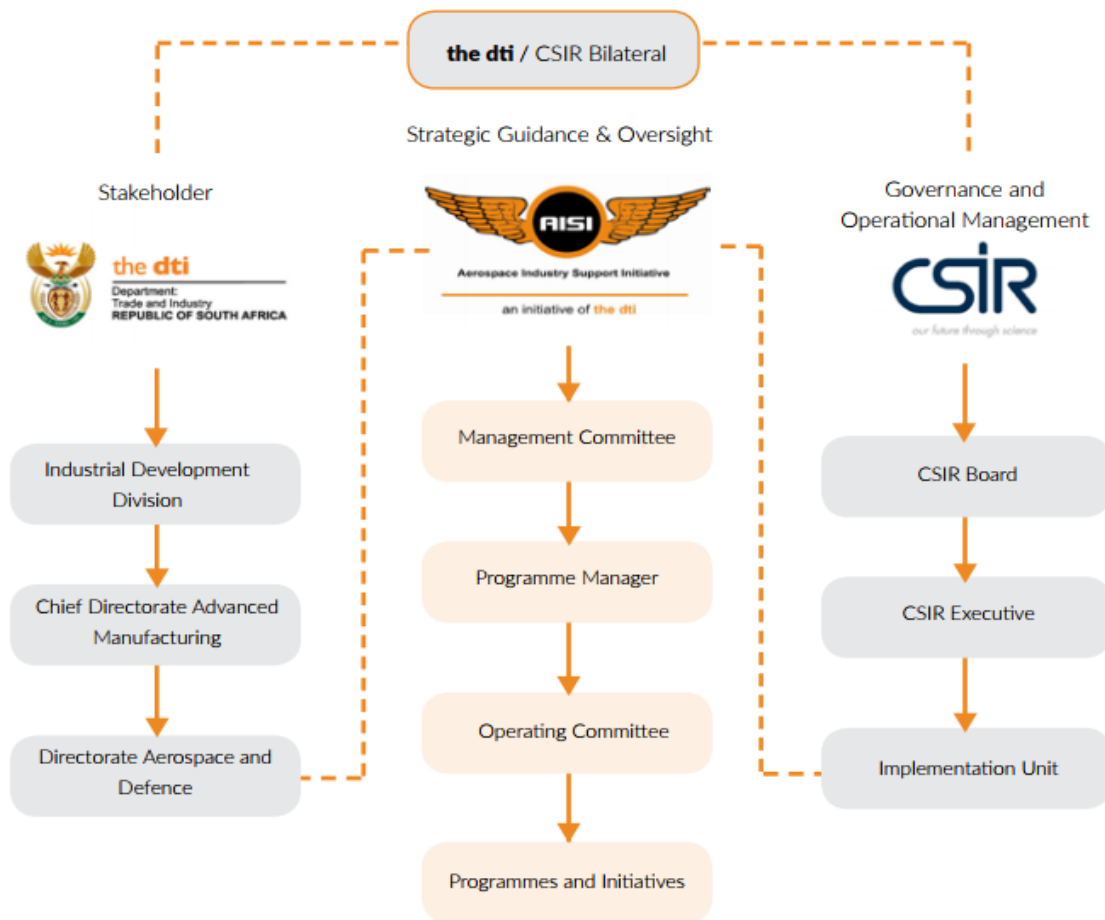 the dti / CSIR Bilateral
Strategic Guidance & Oversight
Stakeholder
the dti
Department:
Trade and Industry
REPUBLIC OF SOUTH AFRICA
AISI
Aerospace Industry Support Initiative
an initiative of the dti
Governance and
Operational Management
CSIR
our future through science
Industrial Development
Division
Chief Directorate Advanced
Manufacturing
Directorate Aerospace and
Defence
Management Committee
Programme Manager
Operating Committee
Programmes and Initiatives
CSIR Board
CSIR Executive
Implementation Unit